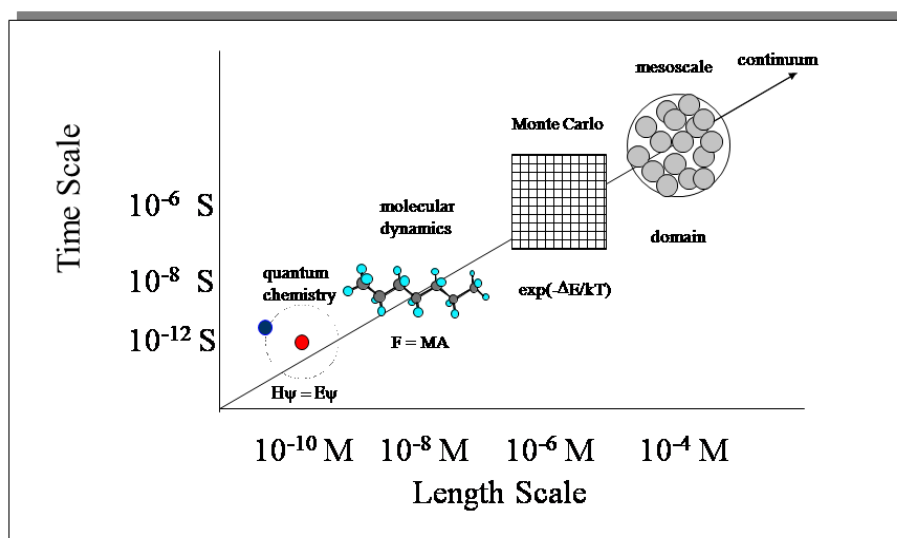 mesoscale
continuum
Monte Carlo
Time Scale
10⁻⁶ S
molecular
dynamics
domain
10⁻⁸ S
quantum
chemistry
exp(-ΔE/kT)
10⁻¹² S
F = MA
Hψ = Eψ
10⁻¹⁰ M 10⁻⁸ M 10⁻⁶ M 10⁻⁴ M
Length Scale